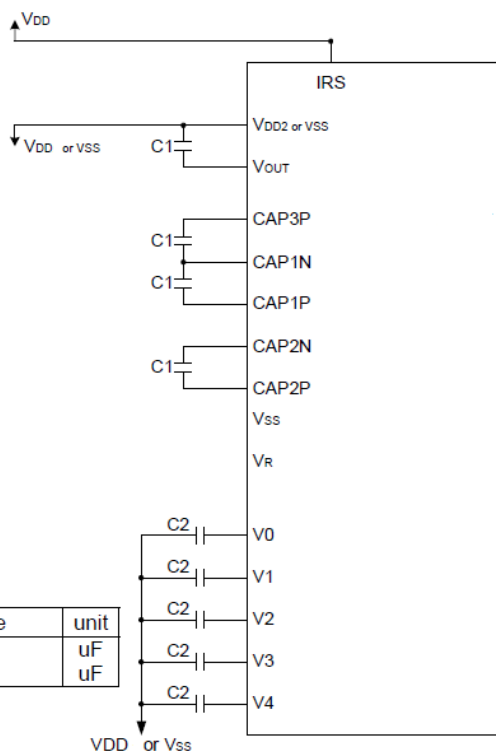 VDD
IRS
VDD2 or VSS
VDD or VSS
C1
VOUT
CAP3P
C1
CAP1N
C1
CAP1P
CAP2N
C1
CAP2P
VSS
VR
C2
V0
C2
V1
C2
V2
C2
V3
C2
V4
e unit
uF
uF
VDD or VSS